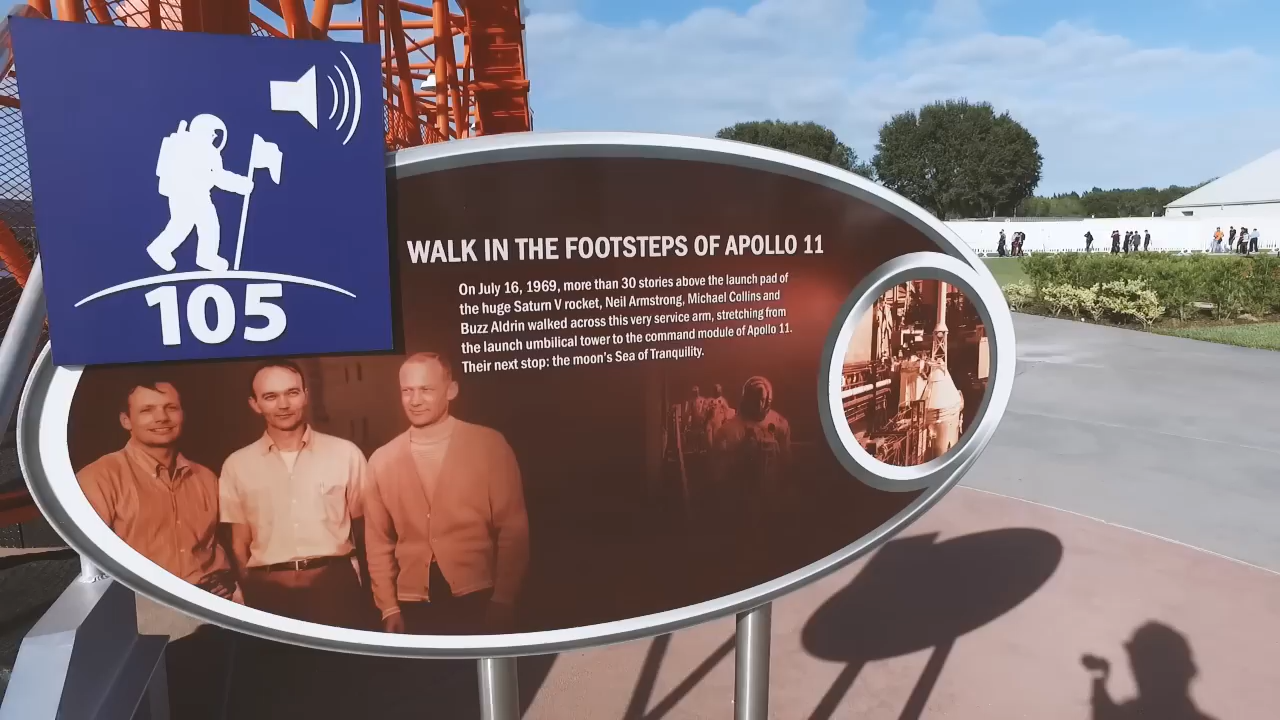 105
WALK IN THE FOOTSTEPS OF APOLLO 11
On July 16, 1969, more than 30 stories above the launch pad of
the huge Saturn V rocket, Neil Armstrong, Michael Collins and
Buzz Aldrin walked across this very service arm, stretching from
the launch umbilical tower to the command module of Apollo 11.
Their next stop: the moon's Sea of Tranquility.